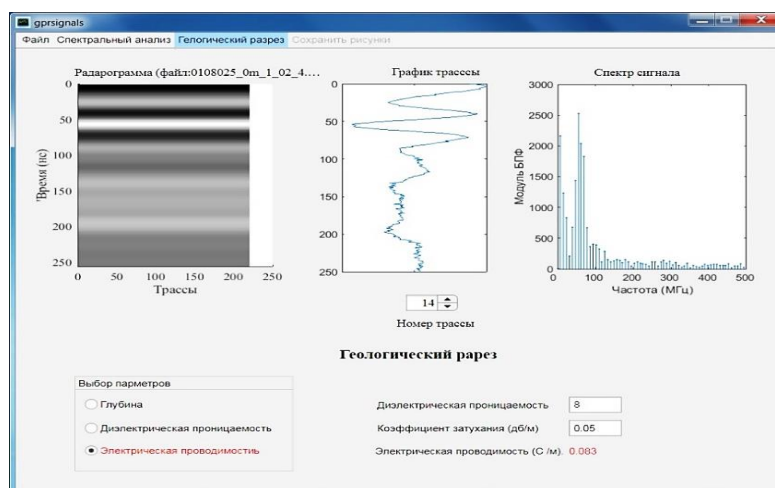 gprsignals
Файл Спектральный анализ Гелогический разрез Сохранить рисунки
Радарограмма (файл:0108025_0m_1_02_4....
0
50
100
150
200
250
Время (нс)
0 50 100 150 200 250
Трассы
График трасссы
0
50
100
150
200
250
14
Номер трассы
Спектр сигнала
3000
2500
2000
1500
1000
500
0
Модуль БПФ
0 100 200 300 400 500
Частота (МГц)
Геологический рарез
Выбор парметров
Глубина
Диэлектрическая проницаемость
Электрическая проводимостиь
Диэлектрическая проницаемость 8
Коэффициент затухания (дб/м) 0.05
Электрическая проводимость (С /м). 0.083